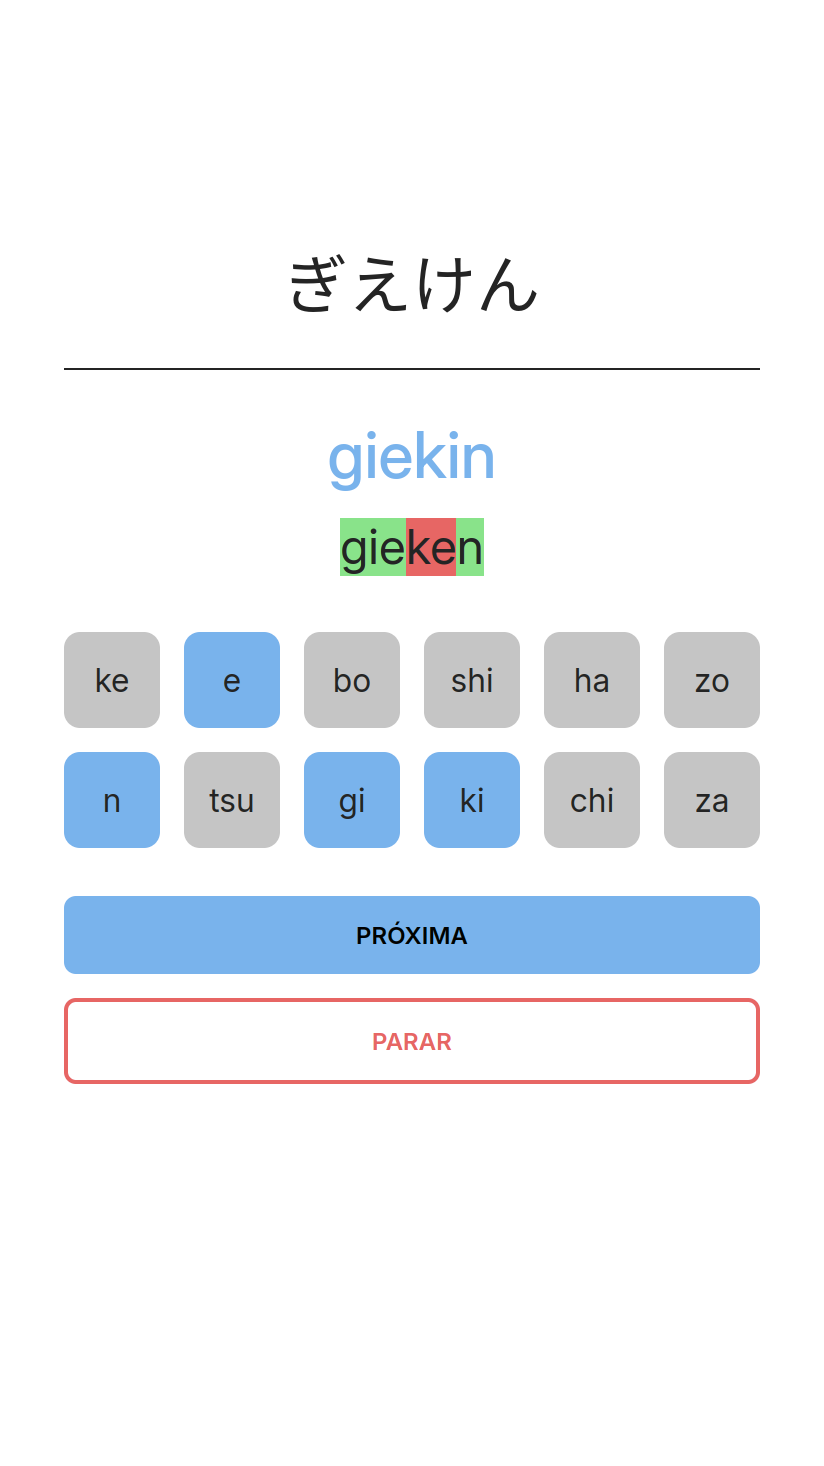 ぎえけん
giekin
gieken
ke e bo shi ha zo
n tsu gi ki chi za
PRÓXIMA
PARAR